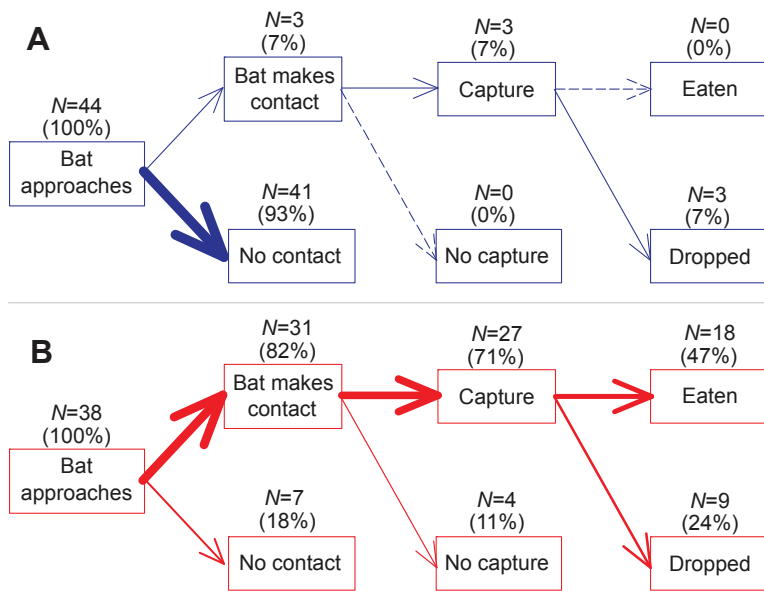 A
N=3
(7%)
Bat makes
contact
N=3
(7%)
Capture
N=0
(0%)
Eaten
N=44
(100%)
Bat
approaches
N=41
(93%)
No contact
N=0
(0%)
No capture
N=3
(7%)
Dropped
B
N=31
(82%)
Bat makes
contact
N=27
(71%)
Capture
N=18
(47%)
Eaten
N=38
(100%)
Bat
approaches
N=7
(18%)
No contact
N=4
(11%)
No capture
N=9
(24%)
Dropped